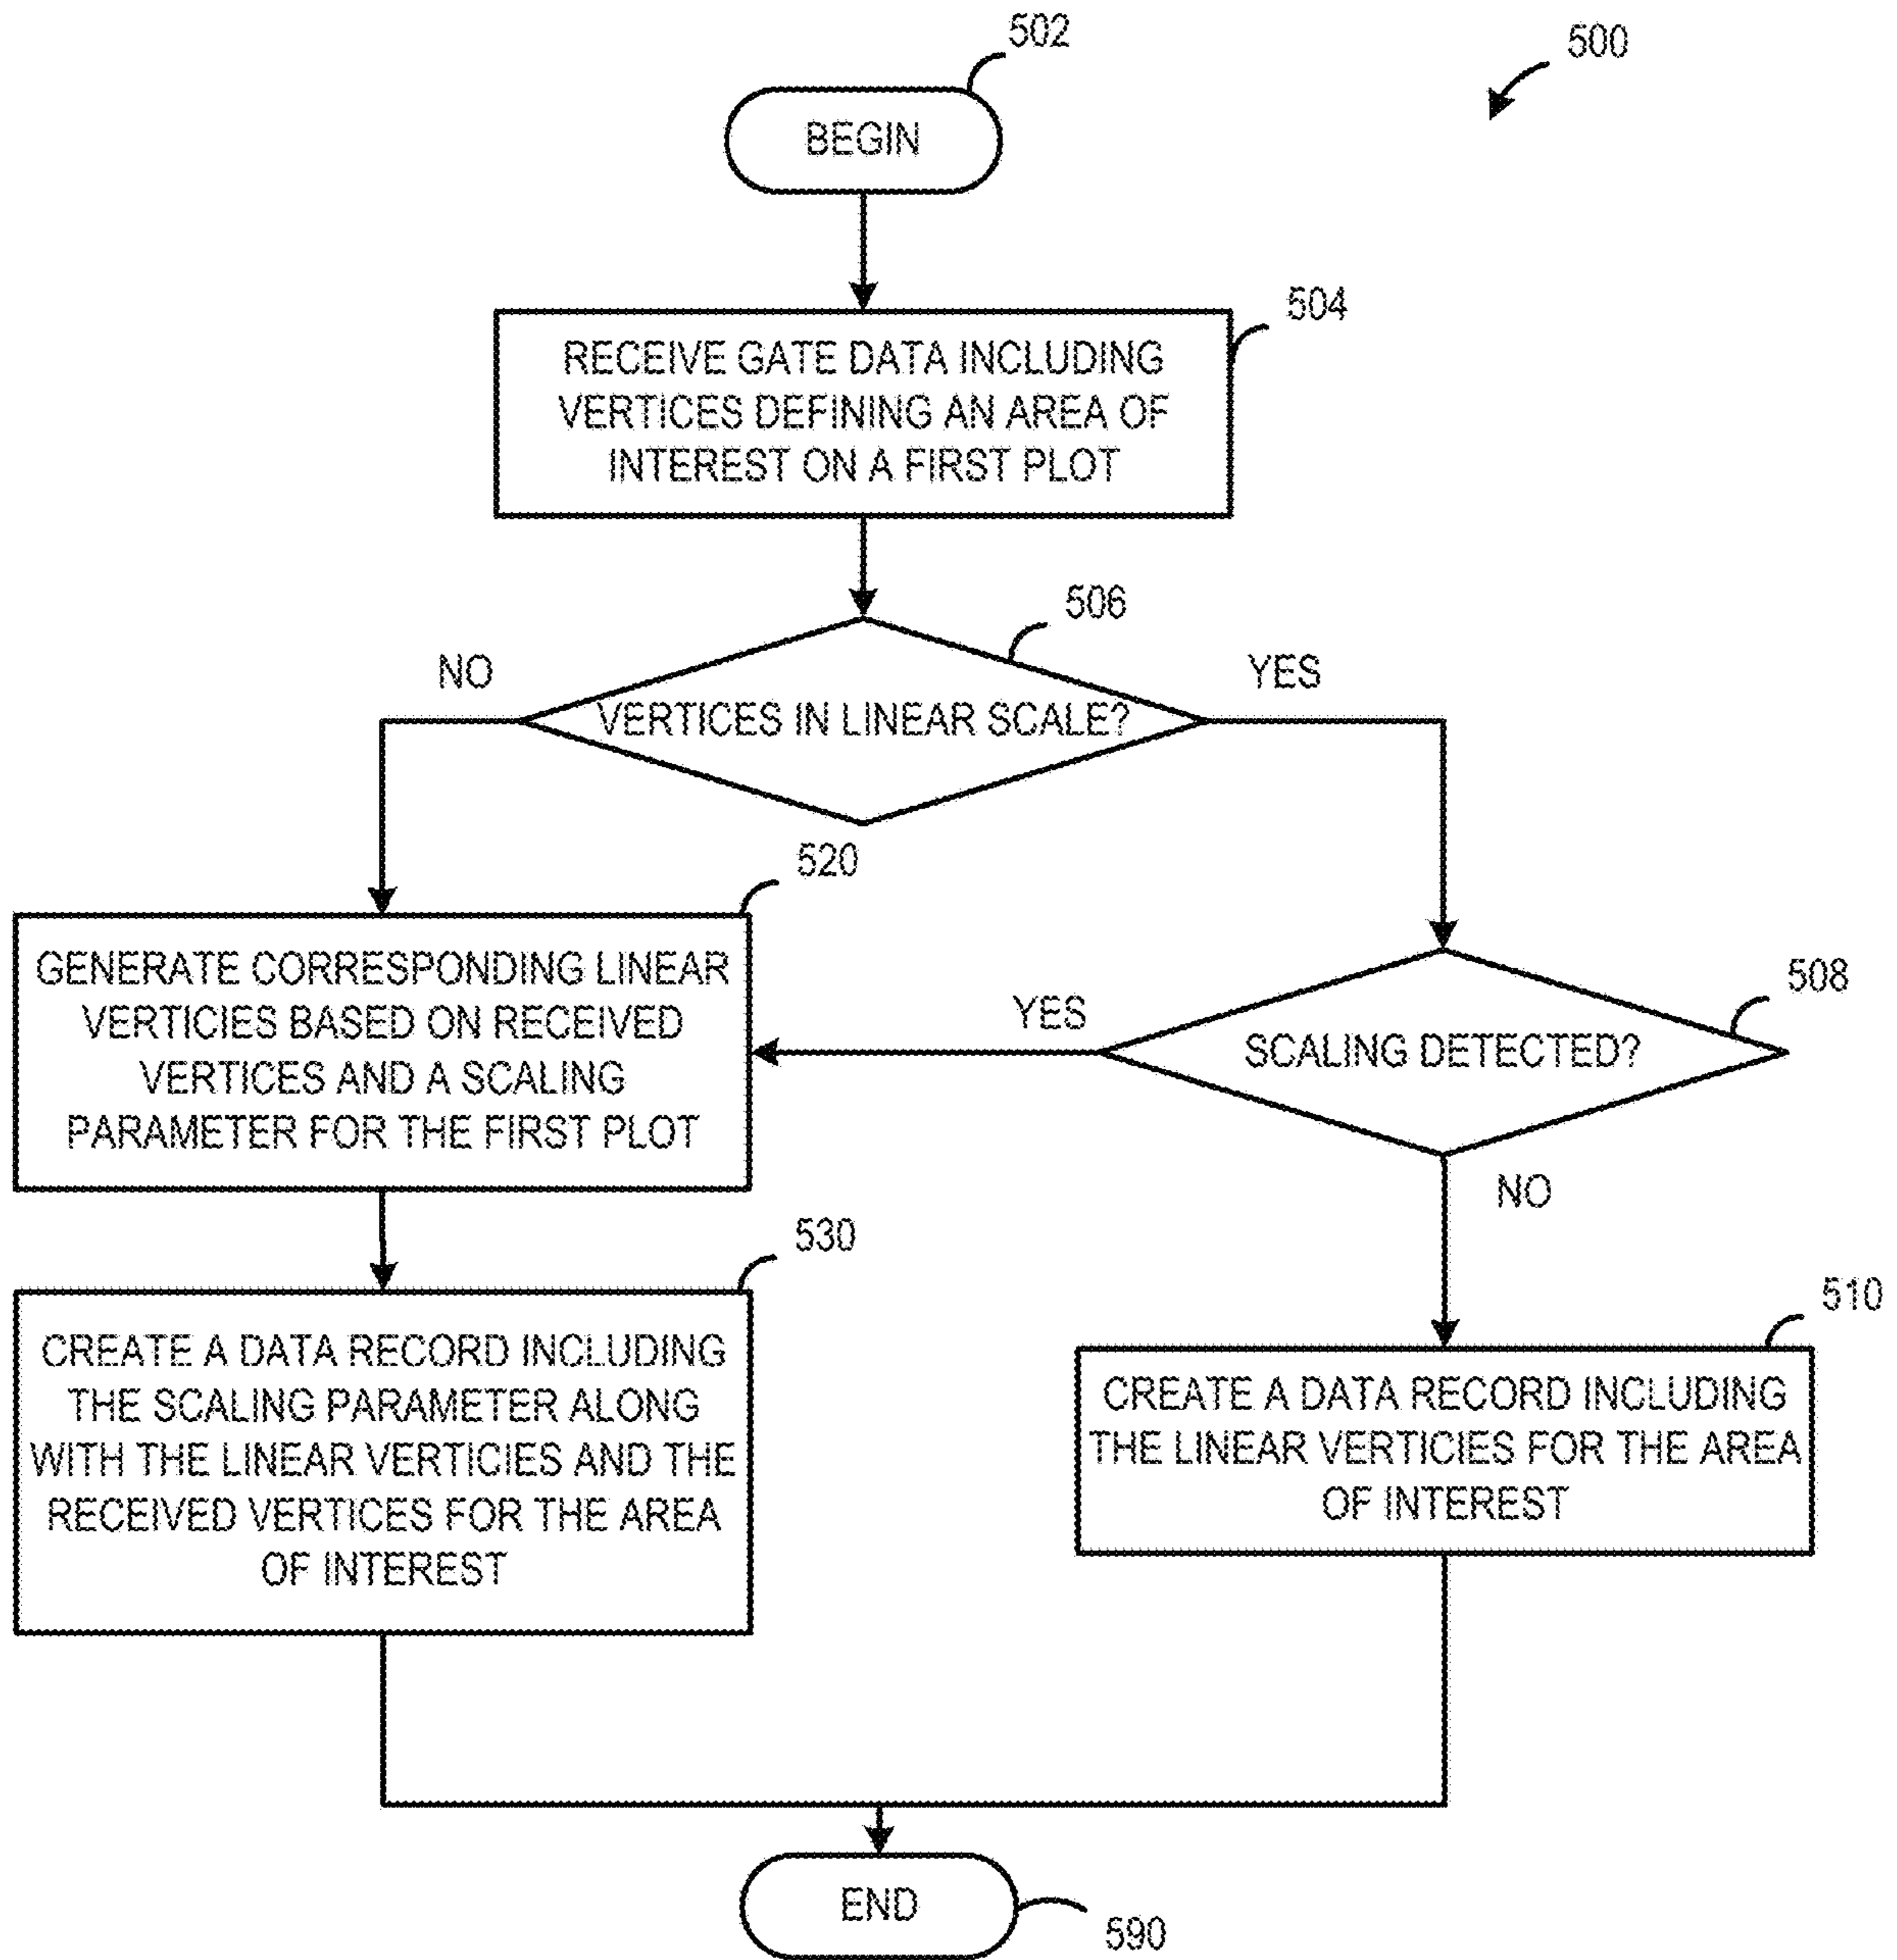 502
500
BEGIN
504
RECEIVE GATE DATA INCLUDING
VERTICES DEFINING AN AREA OF
INTEREST ON A FIRST PLOT
506
NO
YES
VERTICES IN LINEAR SCALE?
520
GENERATE CORRESPONDING LINEAR
VERTICIES BASED ON RECEIVED
VERTICES AND A SCALING
PARAMETER FOR THE FIRST PLOT
YES
508
SCALING DETECTED?
NO
530
CREATE A DATA RECORD INCLUDING
THE SCALING PARAMETER ALONG
WITH THE LINEAR VERTICIES AND THE
RECEIVED VERTICES FOR THE AREA
OF INTEREST
510
CREATE A DATA RECORD INCLUDING
THE LINEAR VERTICIES FOR THE AREA
OF INTEREST
END
590